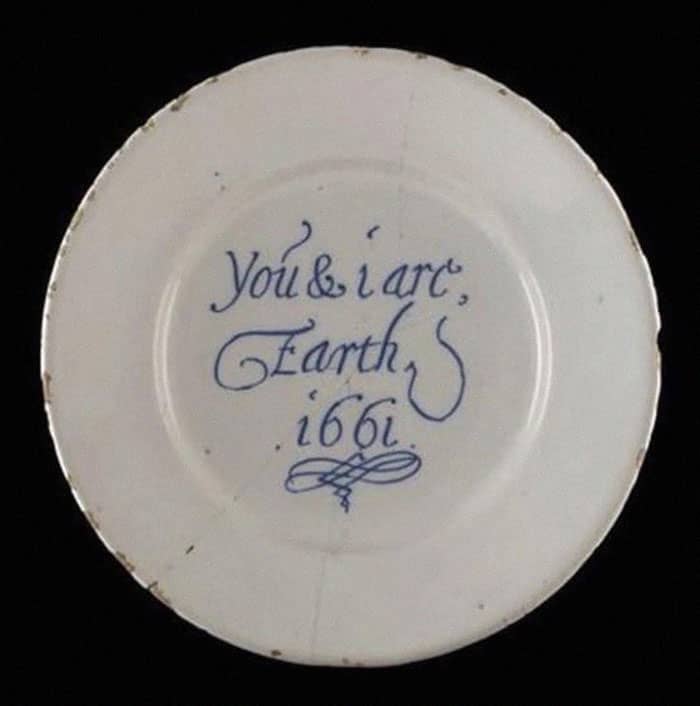 You & i are,
Earth,
1661.